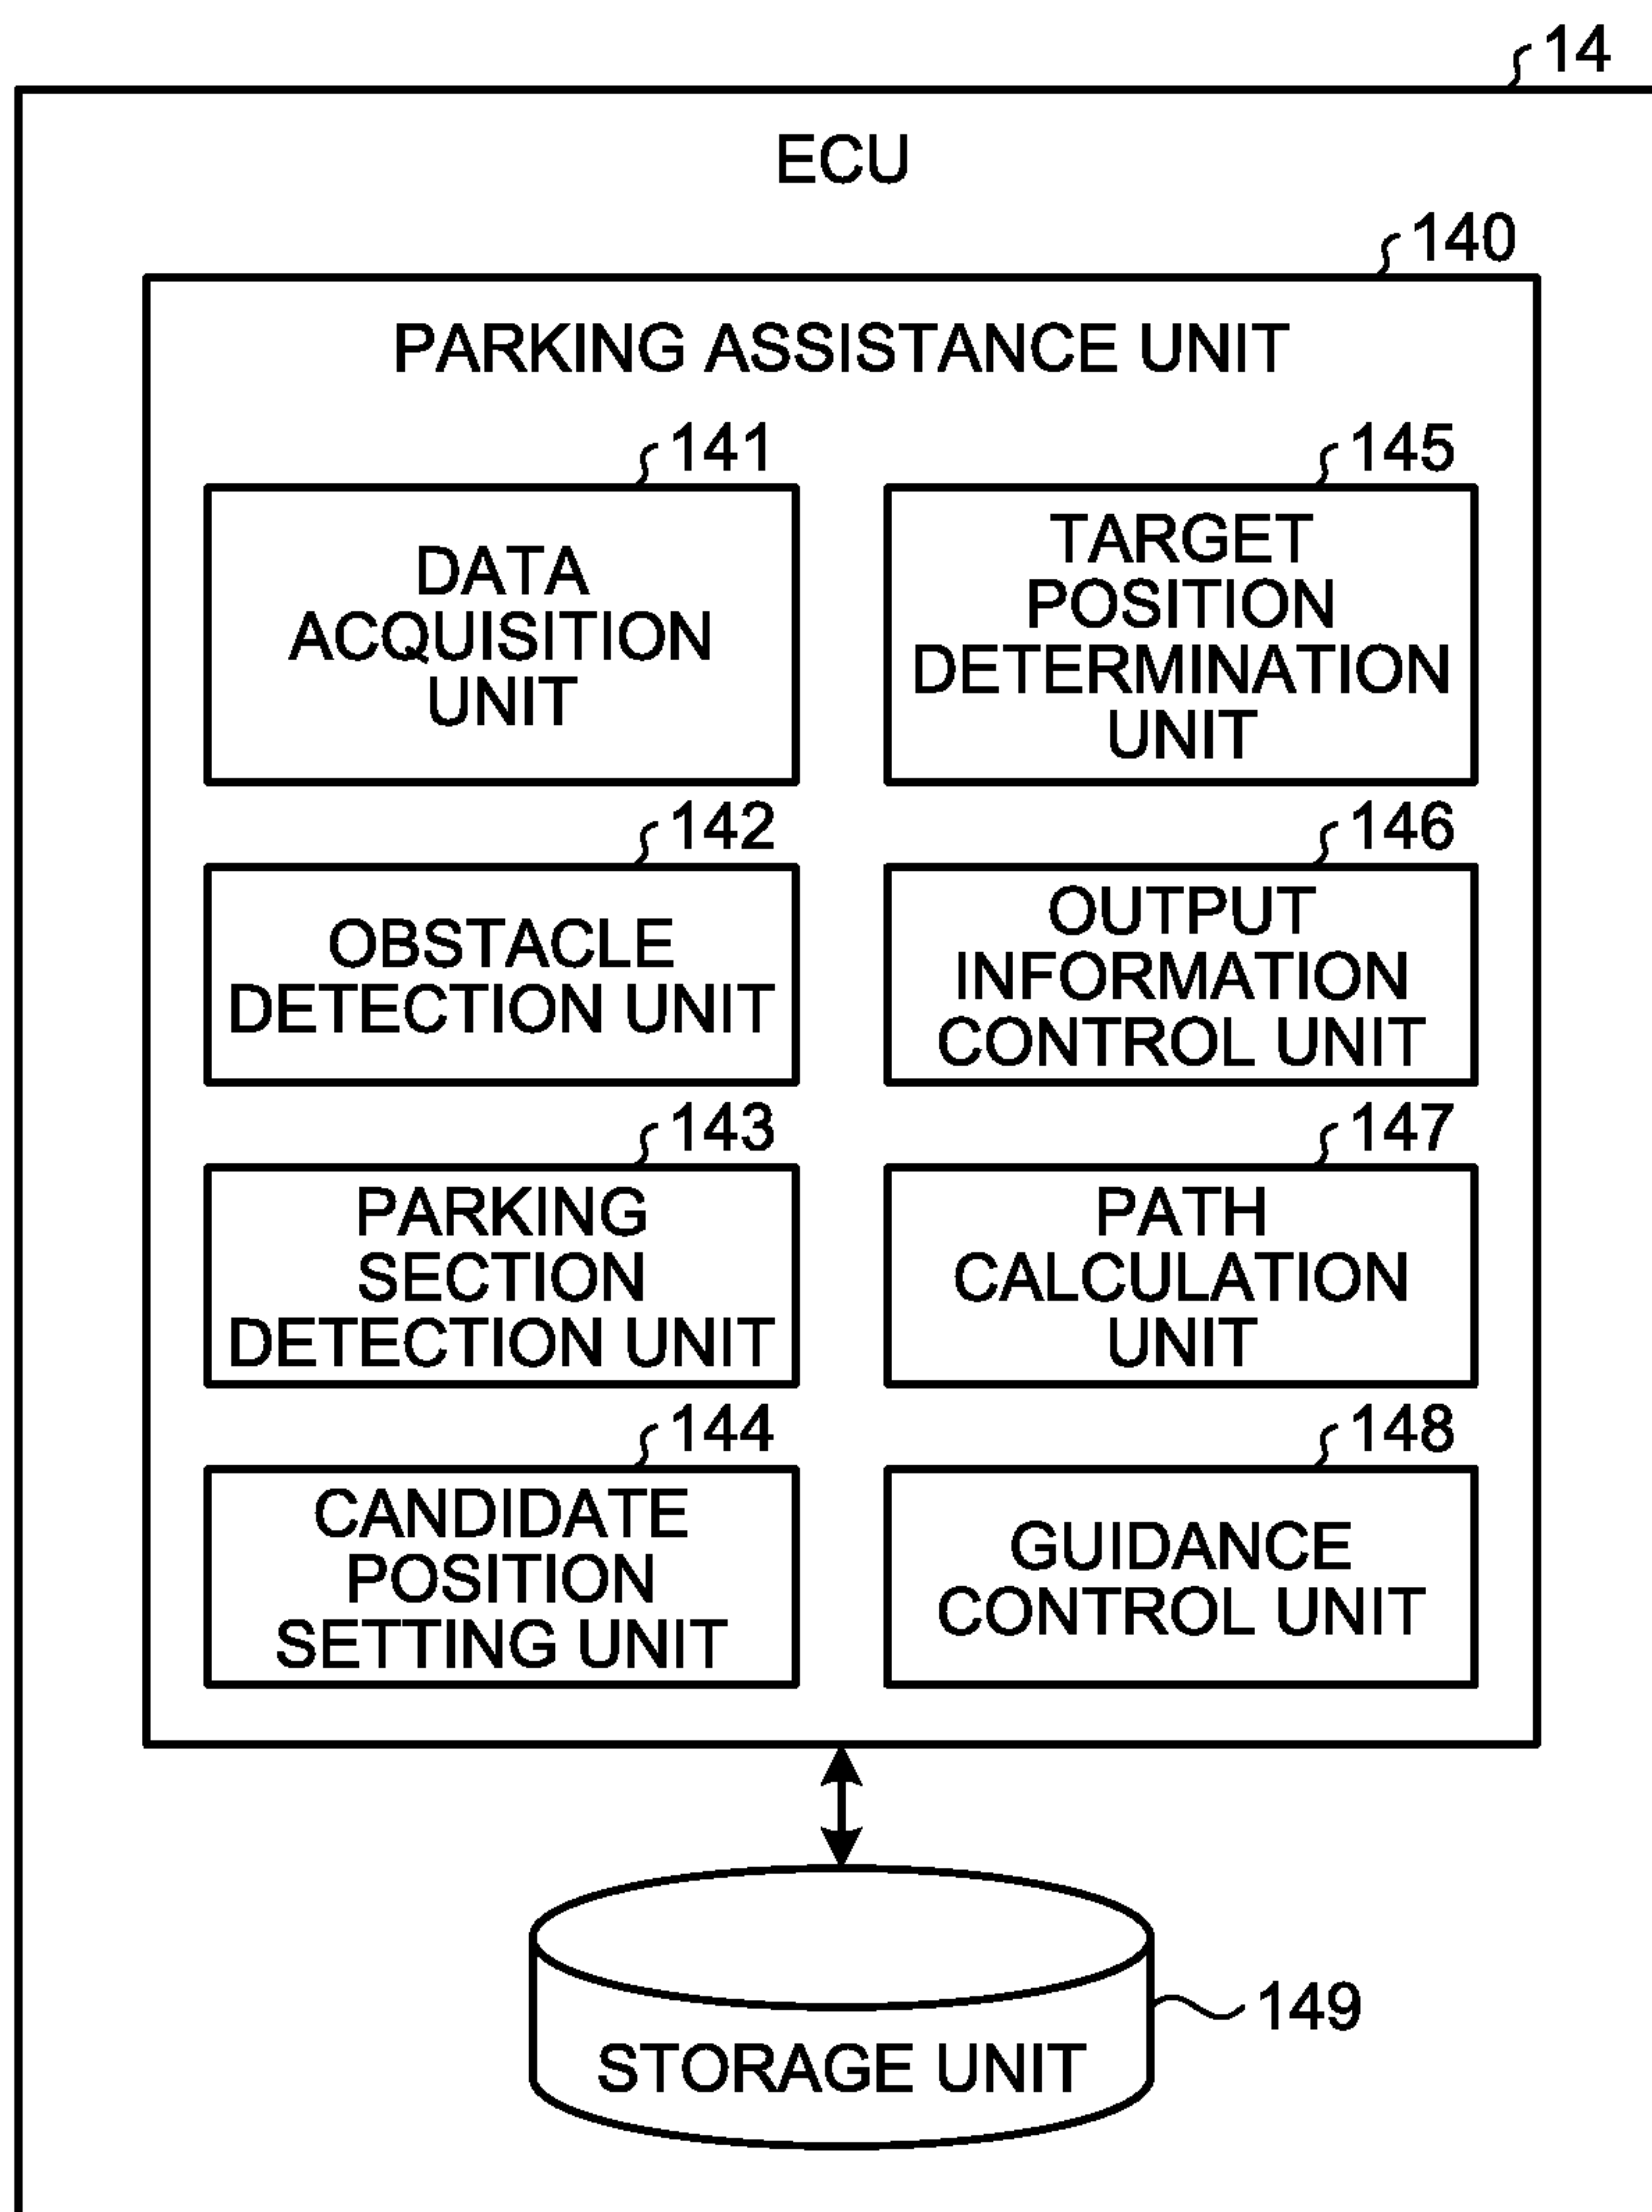 14
ECU
140
PARKING ASSISTANCE UNIT
141
DATA
ACQUISITION
UNIT
142
OBSTACLE
DETECTION UNIT
143
PARKING
SECTION
DETECTION UNIT
144
CANDIDATE
POSITION
SETTING UNIT
145
TARGET
POSITION
DETERMINATION
UNIT
146
OUTPUT
INFORMATION
CONTROL UNIT
147
PATH
CALCULATION
UNIT
148
GUIDANCE
CONTROL UNIT
149
STORAGE UNIT